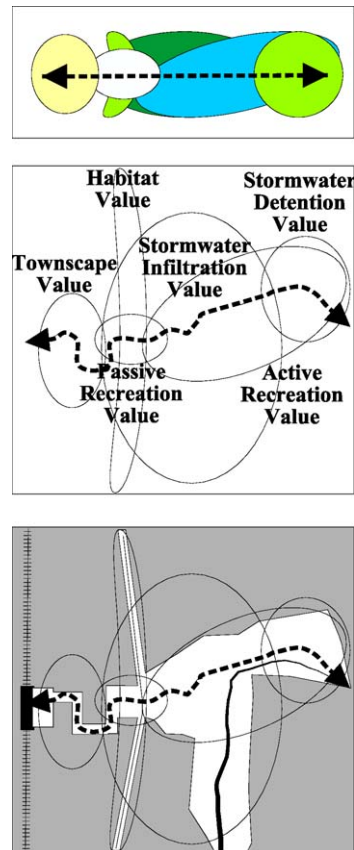 Habitat
Value
Stormwater
Detention
Value
Townscape
Value
Stormwater
Infiltration
Value
Passive
Recreation
Value
Active
Recreation
Value